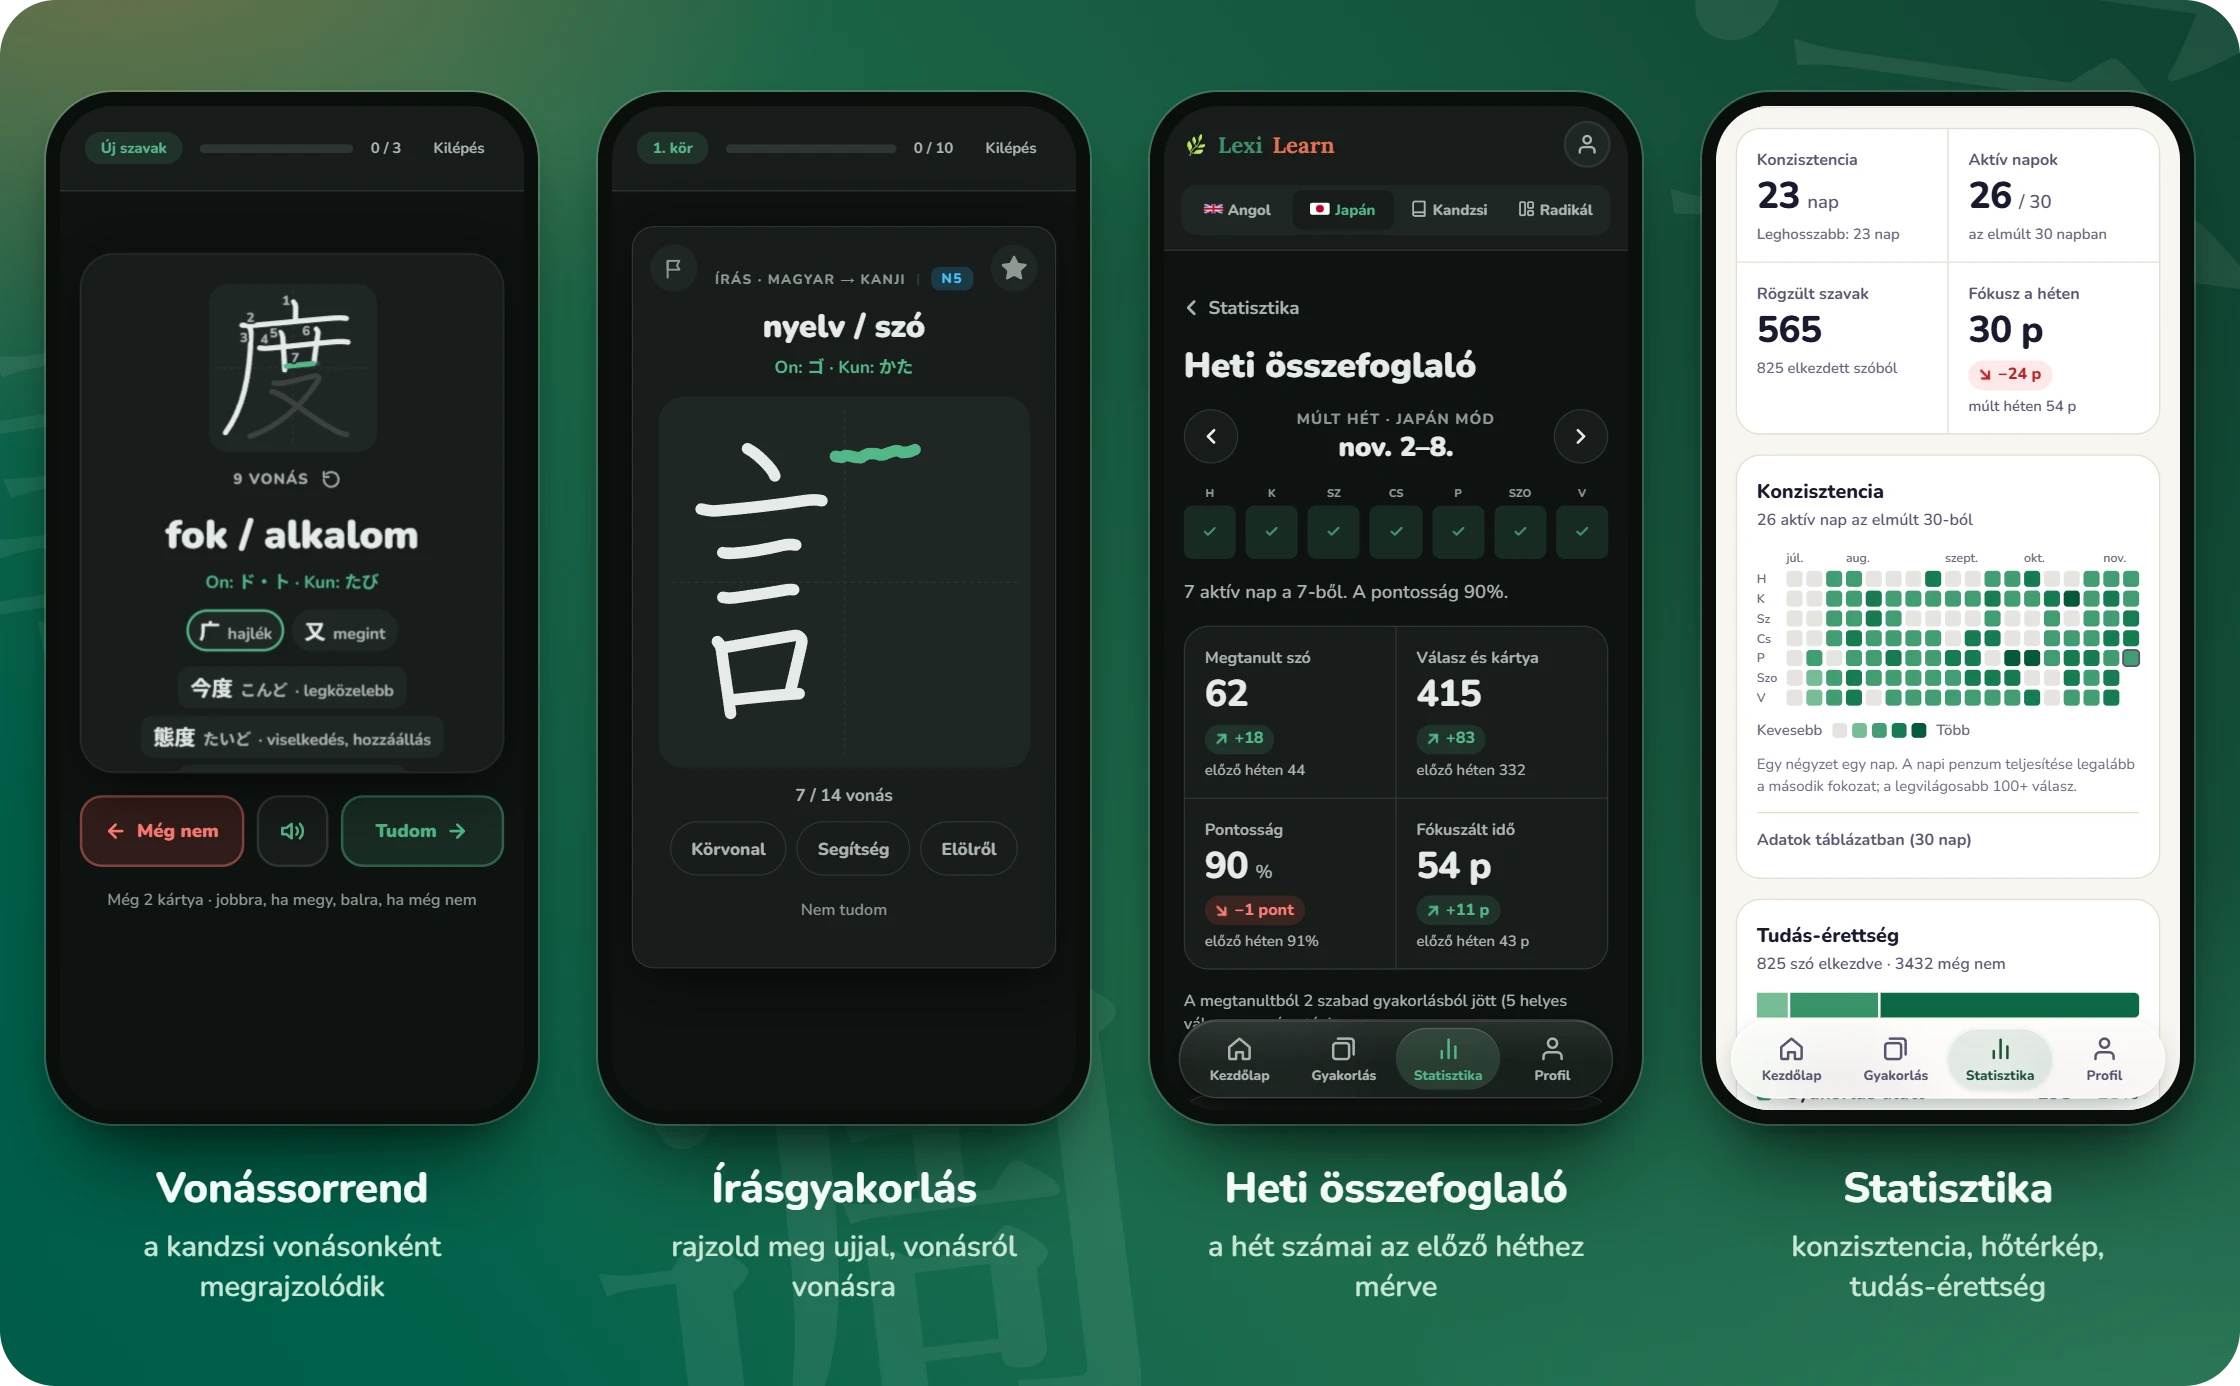 Új szavak
0 / 3
Kilépés
1
2
3
4
5
6
7
9 VONÁS
fok / alkalom
On: ド・ト · Kun: たび
广 hajlék
又 megint
今度 こんど · legközelebb
態度 たいど · viselkedés, hozzáállás
← Még nem
Tudom →
Még 2 kártya · jobbra, ha megy, balra, ha még nem
Vonássorrend
a kandzsi vonásonként
megrajzolódik
1. kör
0 / 10
Kilépés
ÍRÁS · MAGYAR → KANJI | N5
nyelv / szó
On: ゴ · Kun: かた
7 / 14 vonás
Körvonal
Segítség
Elölről
Nem tudom
Írásgyakorlás
rajzold meg ujjal, vonásról
vonásra
Lexi Learn
Angol
Japán
Kandzsi
Radikál
Statisztika
Heti összefoglaló
MÚLT HÉT · JAPÁN MÓD
nov. 2–8.
H K SZ CS P SZO V
7 aktív nap a 7-ből. A pontosság 90%.
Megtanult szó
62
+18
előző héten 44
Válasz és kártya
415
+83
előző héten 332
Pontosság
90 %
−1 pont
előző héten 91%
Fókuszált idő
54 p
+11 p
előző héten 43 p
A megtanultból 2 szabad gyakorlásból jött (5 helyes
Kezdőlap
Gyakorlás
Statisztika
Profil
Heti összefoglaló
a hét számai az előző héthez
mérve
Konzisztencia
23 nap
Leghosszabb: 23 nap
Aktív napok
26 / 30
az elmúlt 30 napban
Rögzült szavak
565
825 elkezdett szóból
Fókusz a héten
30 p
−24 p
múlt héten 54 p
Konzisztencia
26 aktív nap az elmúlt 30-ból
júl. aug. szept. okt. nov.
H
K
Sz
Cs
P
Szo
V
Kevesebb
Több
Egy négyzet egy nap. A napi penzum teljesítése legalább
a második fokozat; a legvilágosabb 100+ válasz.
Adatok táblázatban (30 nap)
Tudás-érettség
825 szó elkezdve · 3432 még nem
Kezdőlap
Gyakorlás
Statisztika
Profil
Statisztika
konzisztencia, hőtérkép,
tudás-érettség